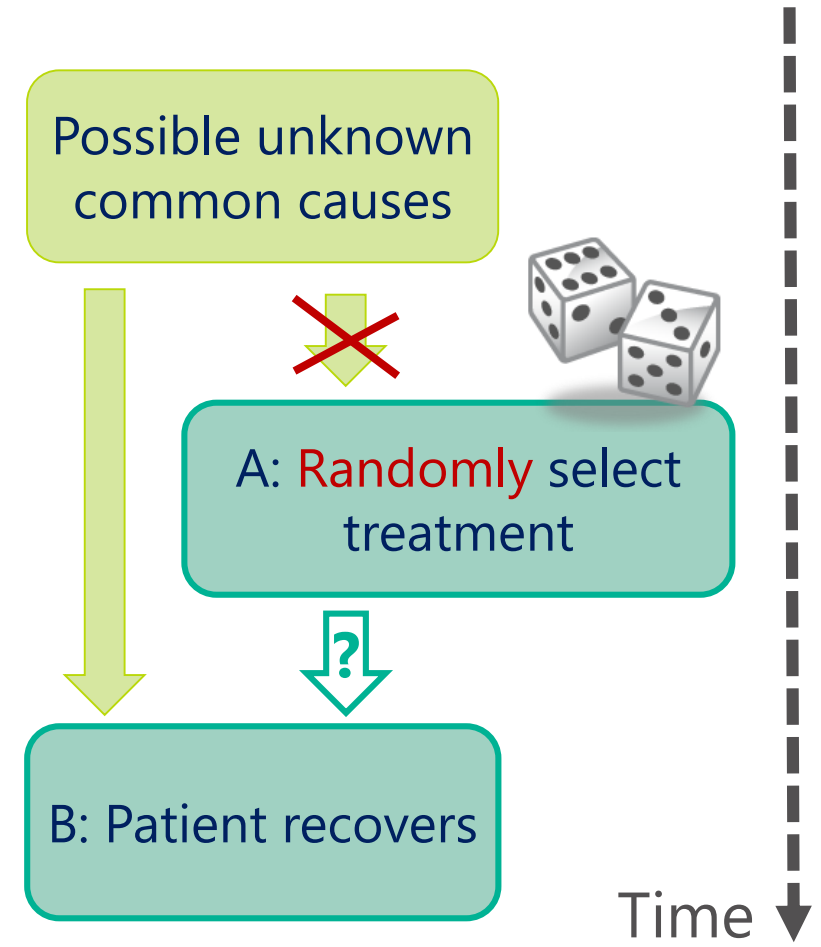 Possible unknown
common causes
A: Randomly select
treatment
?
B: Patient recovers
Time